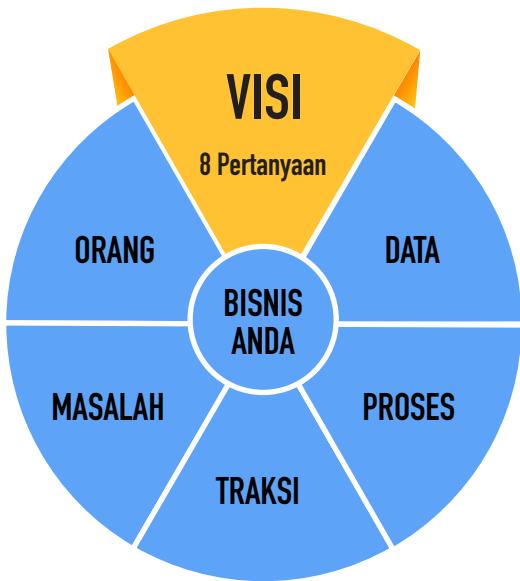 VISI
8 Pertanyaan
ORANG
DATA
BISNIS
ANDA
MASALAH
PROSES
TRAKSI